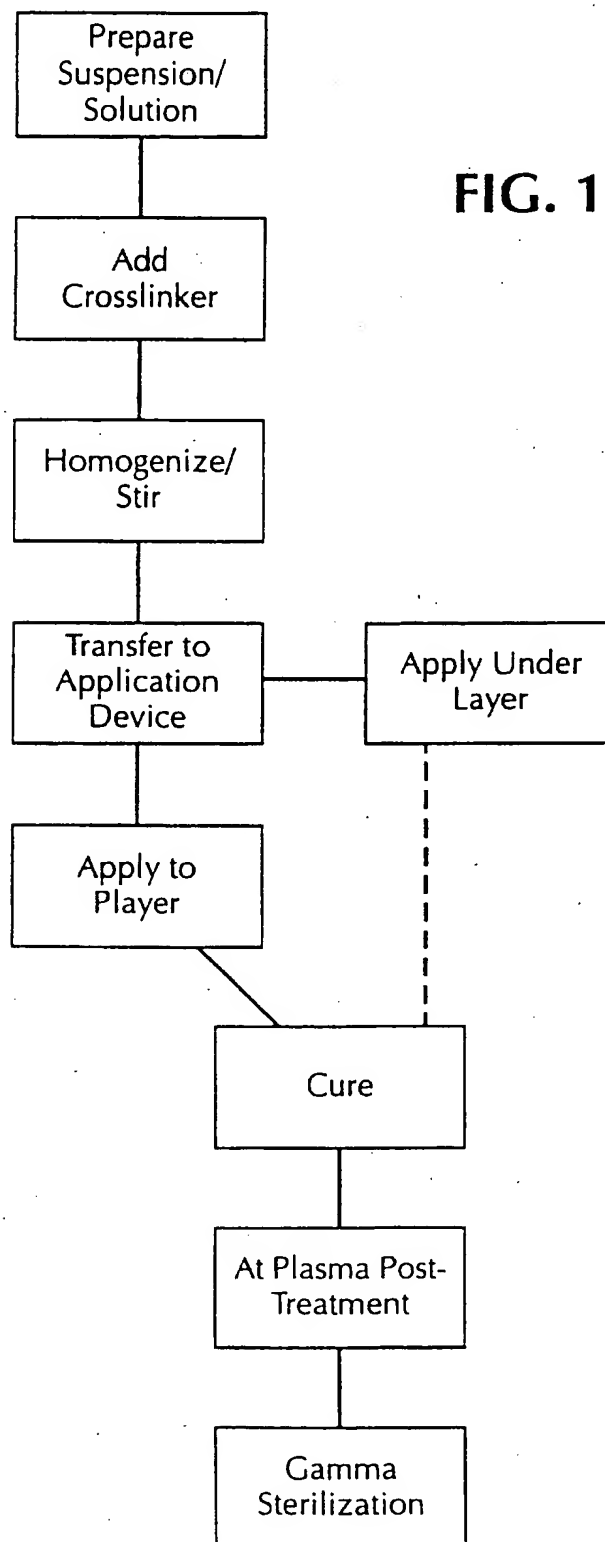 Prepare
Suspension/
Solution
FIG. 1
Add
Crosslinker
Homogenize/
Stir
Transfer to
Application
Device
Apply Under
Layer
Apply to
Player
Cure
At Plasma Post-
Treatment
Gamma
Sterilization